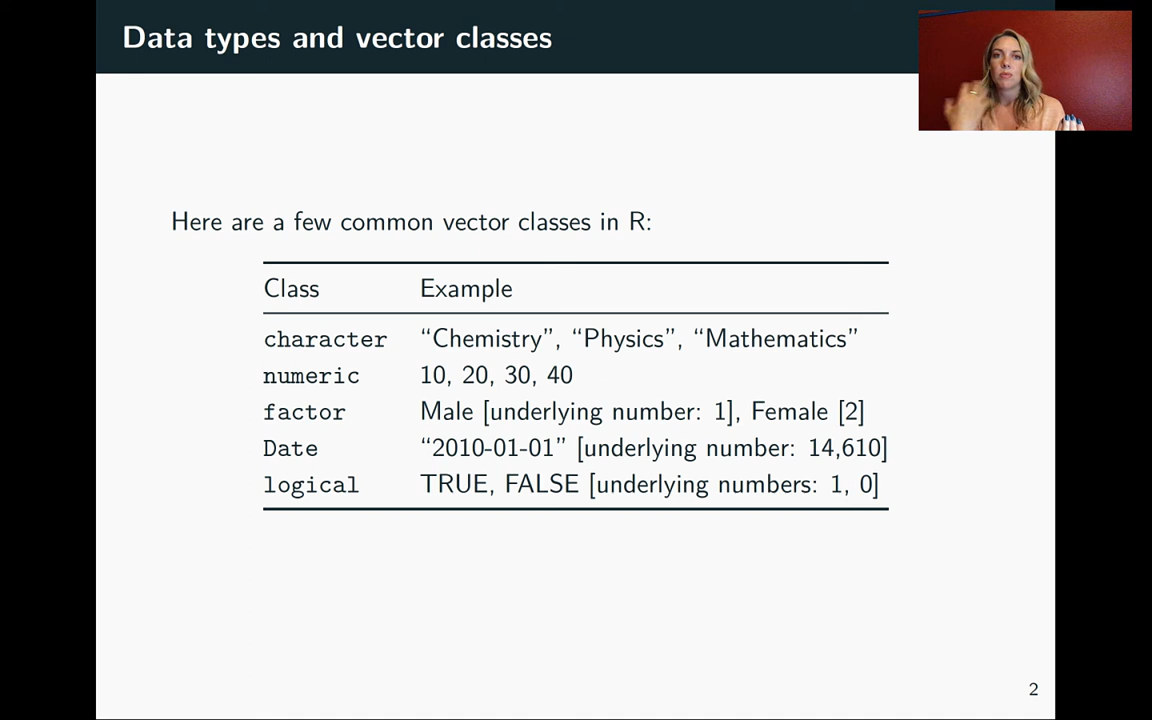 Data types and vector classes
Here are a few common vector classes in R:
Class Example
character “Chemistry”, “Physics”, “Mathematics”
numeric 10, 20, 30, 40
factor Male [underlying number: 1], Female [2]
Date “2010-01-01” [underlying number: 14,610]
logical TRUE, FALSE [underlying numbers: 1, 0]
2